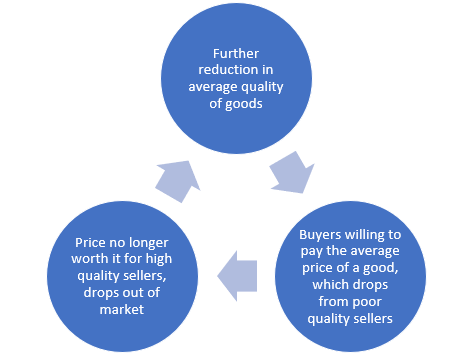 Further
reduction in
average quality
of goods
Buyers willing to
pay the average
price of a good,
which drops
from poor
quality sellers
Price no longer
worth it for high
quality sellers,
drops out of
market